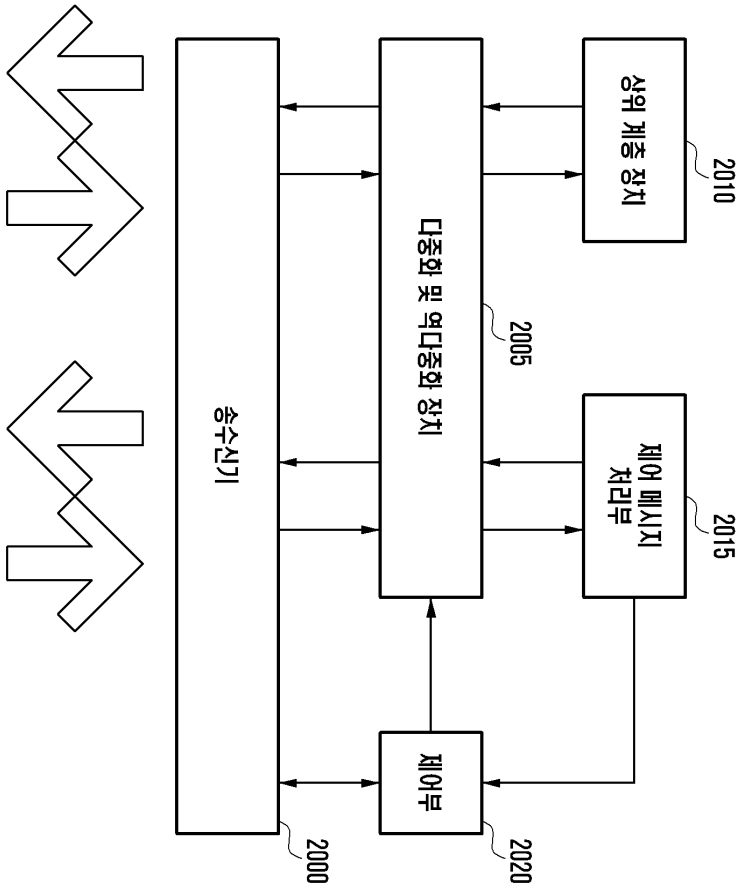 상위 계층 장치
2010
제어 메시지
처리부
2015
다중화 및 역다중화 장치
2005
제어부
2020
송수신기
2000